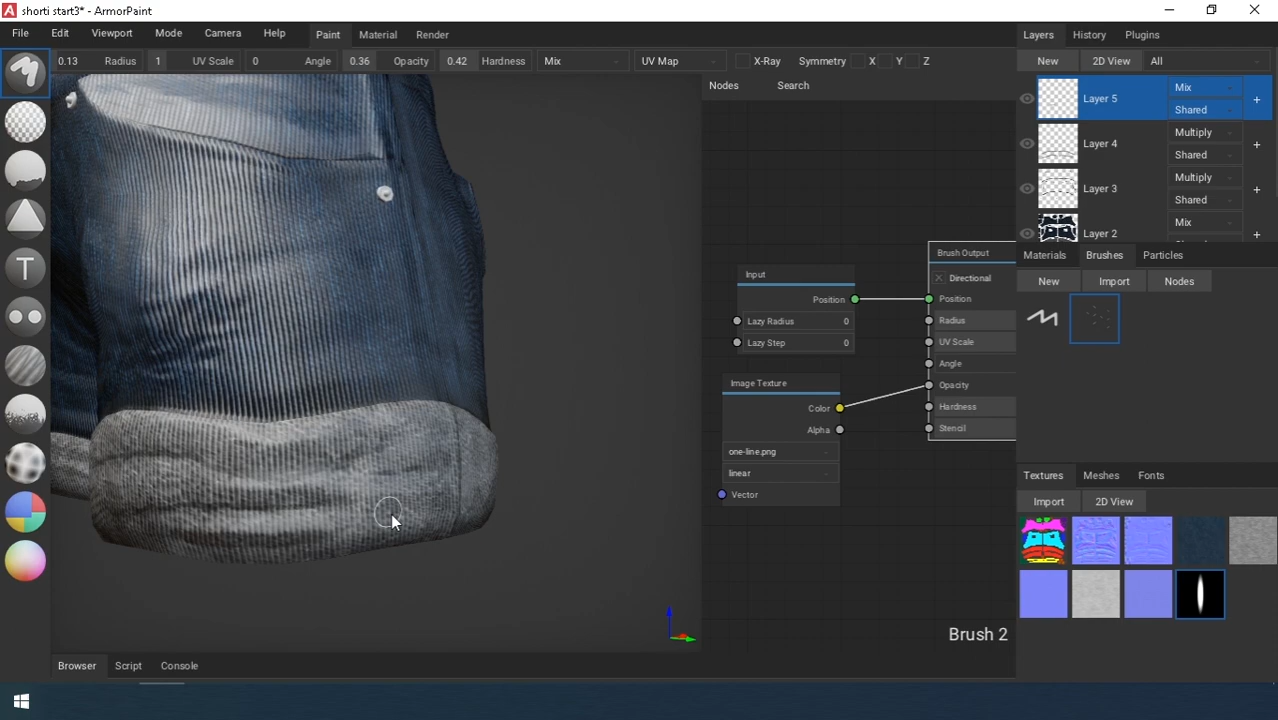 shorti start3* - ArmorPaint
File Edit Viewport Mode Camera Help Paint Material Render
Layers History Plugins
0.13 Radius 1 UV Scale 0 Angle 0.36 Opacity 0.42 Hardness Mix UV Map X-Ray Symmetry X Y Z
New 2D View All
Nodes Search
Layer 5 Mix
Shared
Layer 4 Multiply
Shared
Layer 3 Multiply
Shared
Layer 2 Mix
Materials Brushes Particles
New Import Nodes
Input
Position
Lazy Radius 0
Lazy Step 0
Image Texture
Color
Alpha
one-line.png
linear
Vector
Brush Output
Directional
Position
Radius
UV Scale
Angle
Opacity
Hardness
Stencil
Textures Meshes Fonts
Import 2D View
T
Brush 2
Browser Script Console